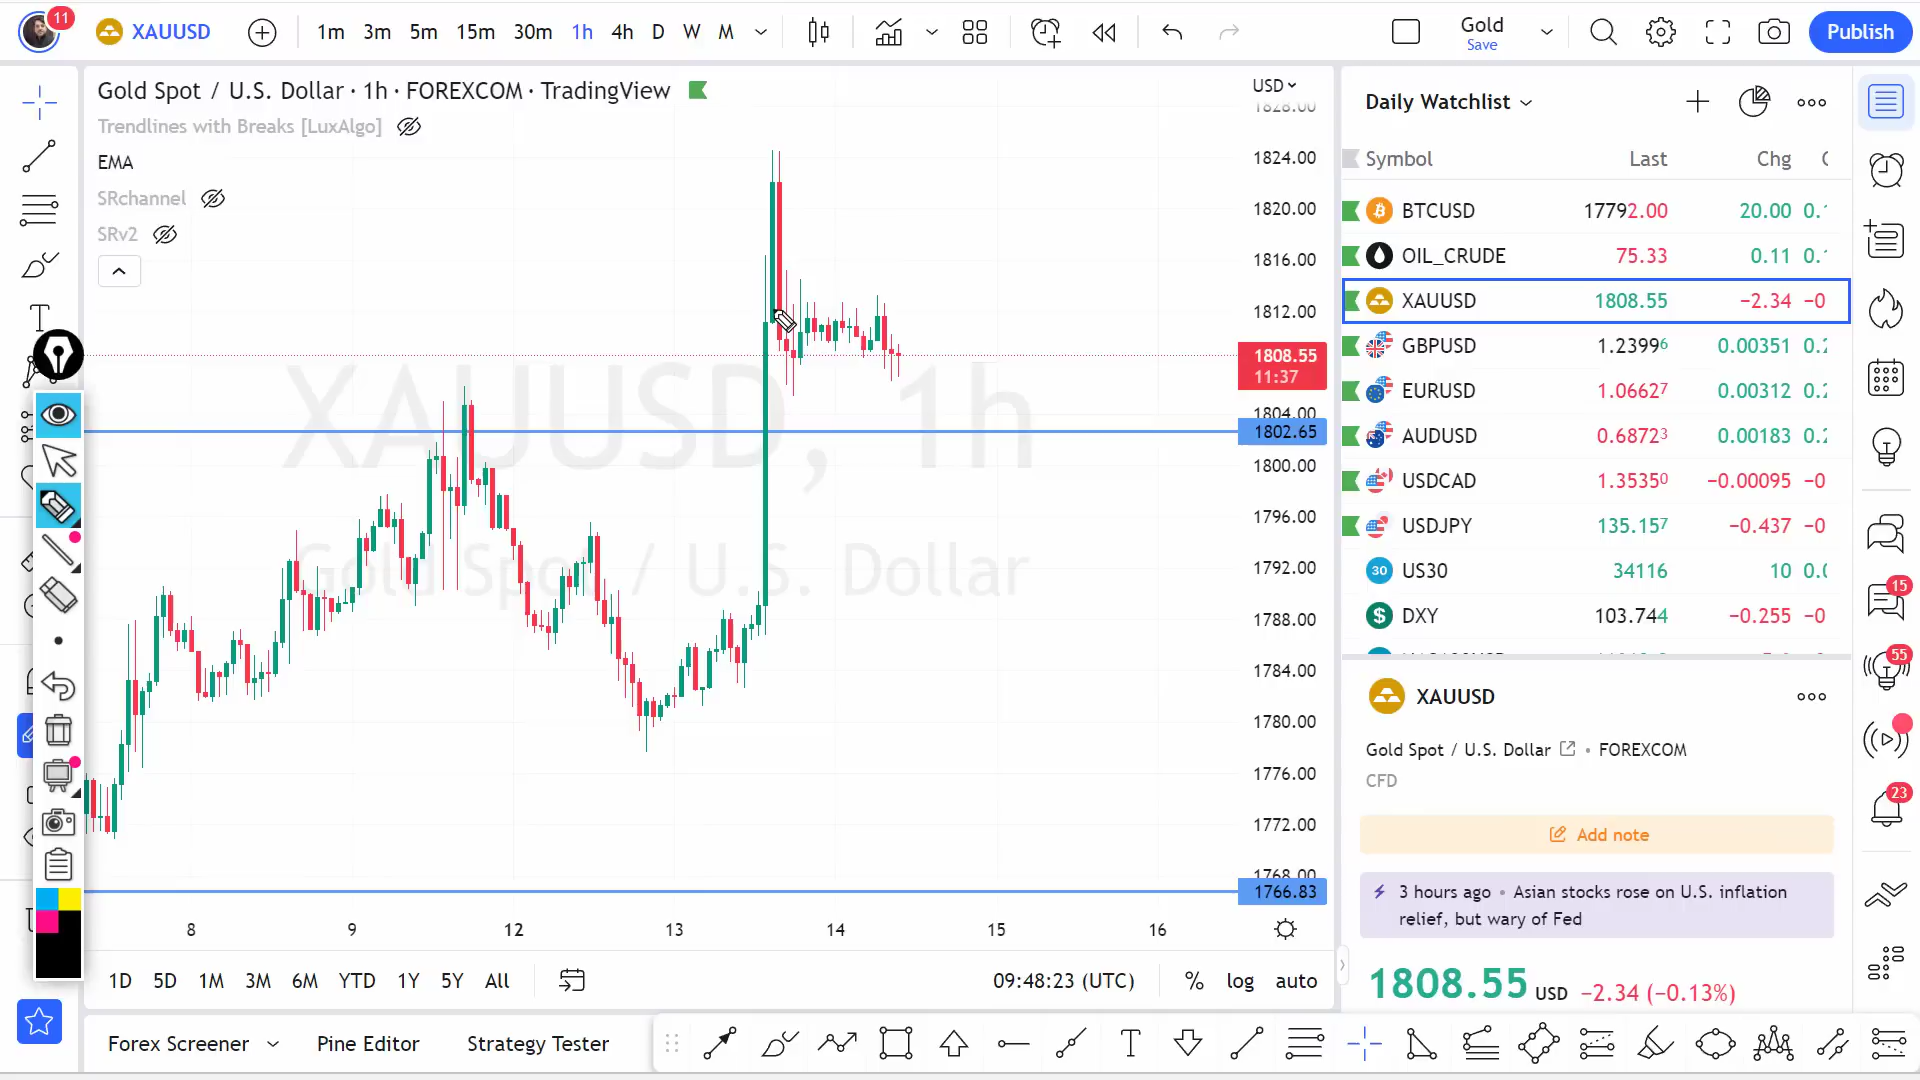 11
XAUUSD
1m 3m 5m 15m 30m 1h 4h D W M
Gold
Save
Publish
Gold Spot / U.S. Dollar · 1h · FOREXCOM · TradingView
Trendlines with Breaks [LuxAlgo]
EMA
SRchannel
SRv2
XAUUSD, 1h
Gold Spot / U.S. Dollar
USD
1828.00
1824.00
1820.00
1816.00
1812.00
1808.55
11:37
1804.00
1802.65
1800.00
1796.00
1792.00
1788.00
1784.00
1780.00
1776.00
1772.00
1768.00
1766.83
8 9 12 13 14 15 16
1D 5D 1M 3M 6M YTD 1Y 5Y All
09:48:23 (UTC) % log auto
Forex Screener Pine Editor Strategy Tester
Daily Watchlist
Symbol Last Chg
BTCUSD 17792.00 20.00
OIL_CRUDE 75.33 0.11
XAUUSD 1808.55 −2.34 −0
GBPUSD 1.23996 0.00351
EURUSD 1.06627 0.00312
AUDUSD 0.68723 0.00183
USDCAD 1.35350 −0.00095 −0
USDJPY 135.157 −0.437 −0
30 US30 34116 10
$ DXY 103.744 −0.255 −0
XAUUSD
Gold Spot / U.S. Dollar • FOREXCOM
CFD
Add note
3 hours ago • Asian stocks rose on U.S. inflation
relief, but wary of Fed
1808.55 USD −2.34 (−0.13%)
15
55
23